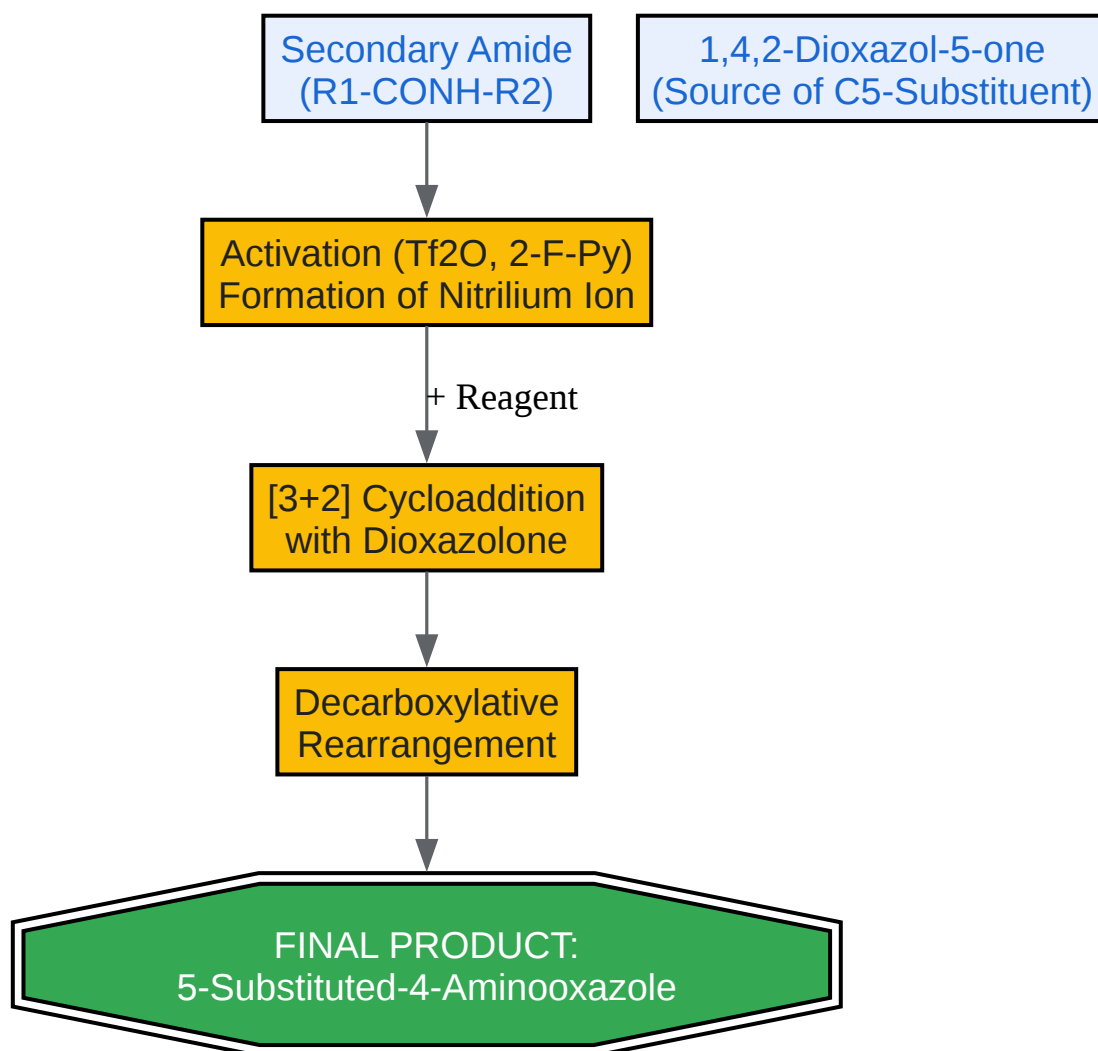 Secondary Amide
(R1-CONH-R2)
1,4,2-Dioxazol-5-one
(Source of C5-Substituent)
Activation (Tf2O, 2-F-Py)
Formation of Nitrilium Ion
+ Reagent
[3+2] Cycloaddition
with Dioxazolone
Decarboxylative
Rearrangement
FINAL PRODUCT:
5-Substituted-4-Aminooxazole